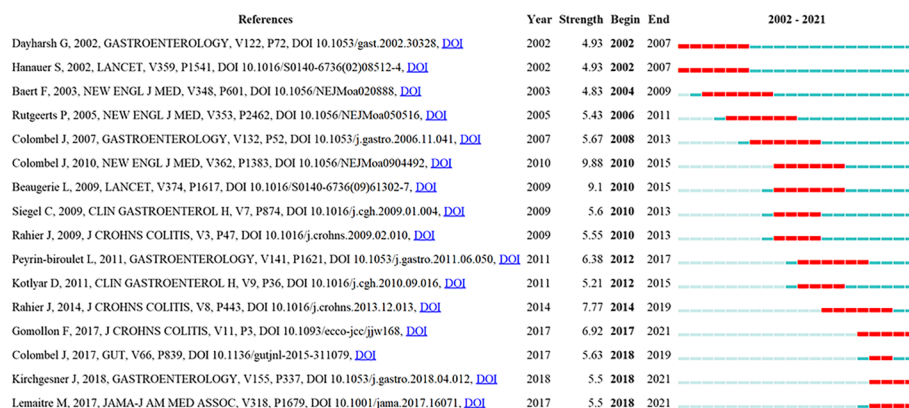 References Year Strength Begin End 2002 - 2021
Dayharsh G, 2002, GASTROENTEROLOGY, V122, P72, DOI 10.1053/gast.2002.30328, DOI 2002 4.93 2002 2007
Hanauer S, 2002, LANCET, V359, P1541, DOI 10.1016/S0140-6736(02)08512-4, DOI 2002 4.93 2002 2007
Baert F, 2003, NEW ENGL J MED, V348, P601, DOI 10.1056/NEJMoa020888, DOI 2003 4.83 2004 2009
Rutgeerts P, 2005, NEW ENGL J MED, V353, P2462, DOI 10.1056/NEJMoa050516, DOI 2005 5.43 2006 2011
Colombel J, 2007, GASTROENTEROLOGY, V132, P52, DOI 10.1053/j.gastro.2006.11.041, DOI 2007 5.67 2008 2013
Colombel J, 2010, NEW ENGL J MED, V362, P1383, DOI 10.1056/NEJMoa0904492, DOI 2010 9.88 2010 2015
Beaugerie L, 2009, LANCET, V374, P1617, DOI 10.1016/S0140-6736(09)61302-7, DOI 2009 9.1 2010 2015
Siegel C, 2009, CLIN GASTROENTEROL H, V7, P874, DOI 10.1016/j.cgh.2009.01.004, DOI 2009 5.6 2010 2013
Rahier J, 2009, J CROHNS COLITIS, V3, P47, DOI 10.1016/j.crohns.2009.02.010, DOI 2009 5.55 2010 2013
Peyrin-biroulet L, 2011, GASTROENTEROLOGY, V141, P1621, DOI 10.1053/j.gastro.2011.06.050, DOI 2011 6.38 2012 2017
Kotlyar D, 2011, CLIN GASTROENTEROL H, V9, P36, DOI 10.1016/j.cgh.2010.09.016, DOI 2011 5.21 2012 2015
Rahier J, 2014, J CROHNS COLITIS, V8, P443, DOI 10.1016/j.crohns.2013.12.013, DOI 2014 7.77 2014 2019
Gomollon F, 2017, J CROHNS COLITIS, V11, P3, DOI 10.1093/ecco-jcc/jjw168, DOI 2017 6.92 2017 2021
Colombel J, 2017, GUT, V66, P839, DOI 10.1136/gutjnl-2015-311079, DOI 2017 5.63 2018 2019
Kirchgesner J, 2018, GASTROENTEROLOGY, V155, P337, DOI 10.1053/j.gastro.2018.04.012, DOI 2018 5.5 2018 2021
Lemaitre M, 2017, JAMA-J AM MED ASSOC, V318, P1679, DOI 10.1001/jama.2017.16071, DOI 2017 5.5 2018 2021